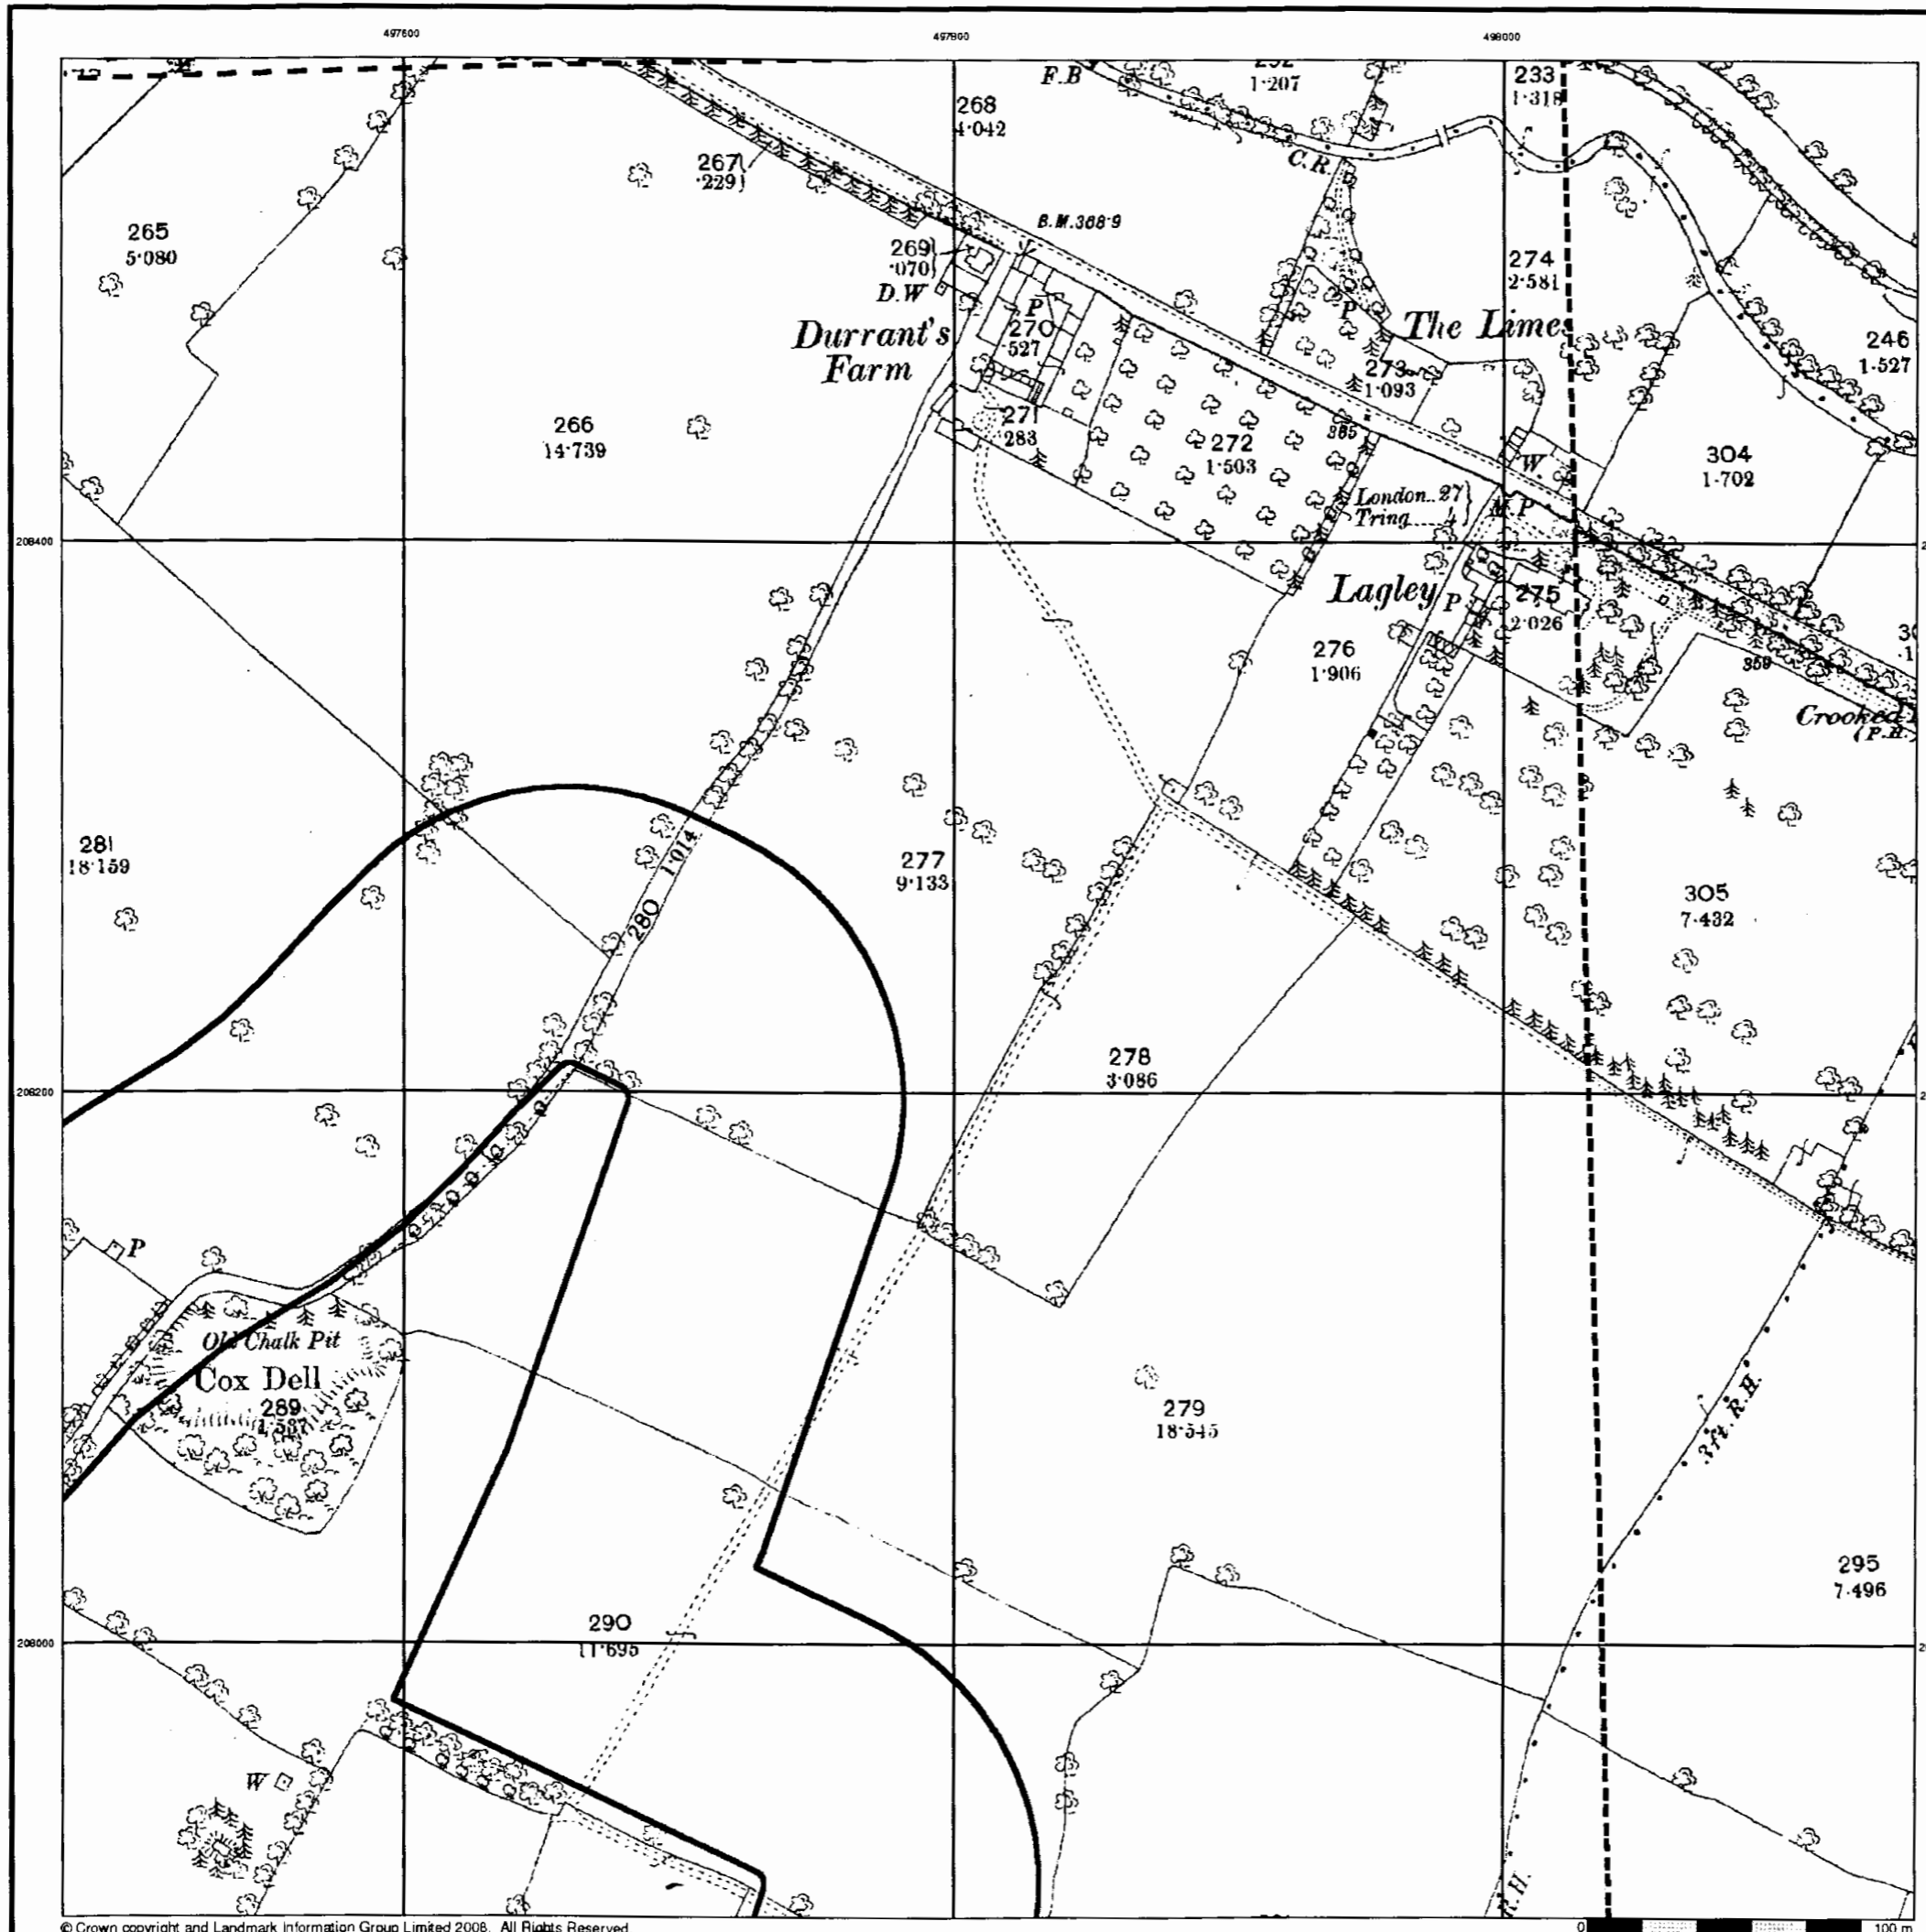 497600
497800
498000
F.B
232
1·207
233
1·318
268
4·042
267
·229
C.R.
B.M.368·9
265
5·080
269
·070
D.W
274
2·581
P
270
·527
P
The Limes
Durrant's
Farm
246
1·527
273
1·093
271
·283
266
14·739
272
1·503
365
W
304
1·702
London..27
Tring.....4
M.P
208400
Lagley
P
275
2·026
276
1·906
359
Crooked
(P.H.
281
18·159
1·014
277
9·133
280
305
7·432
278
3·086
208200
P
Old Chalk Pit
Cox Dell
289
1·537
279
18·545
3ft.R.H.
295
7·496
290
11·695
208000
W
R.H.
© Crown copyright and Landmark Information Group Limited 2008. All Rights Reserved
0
100 m